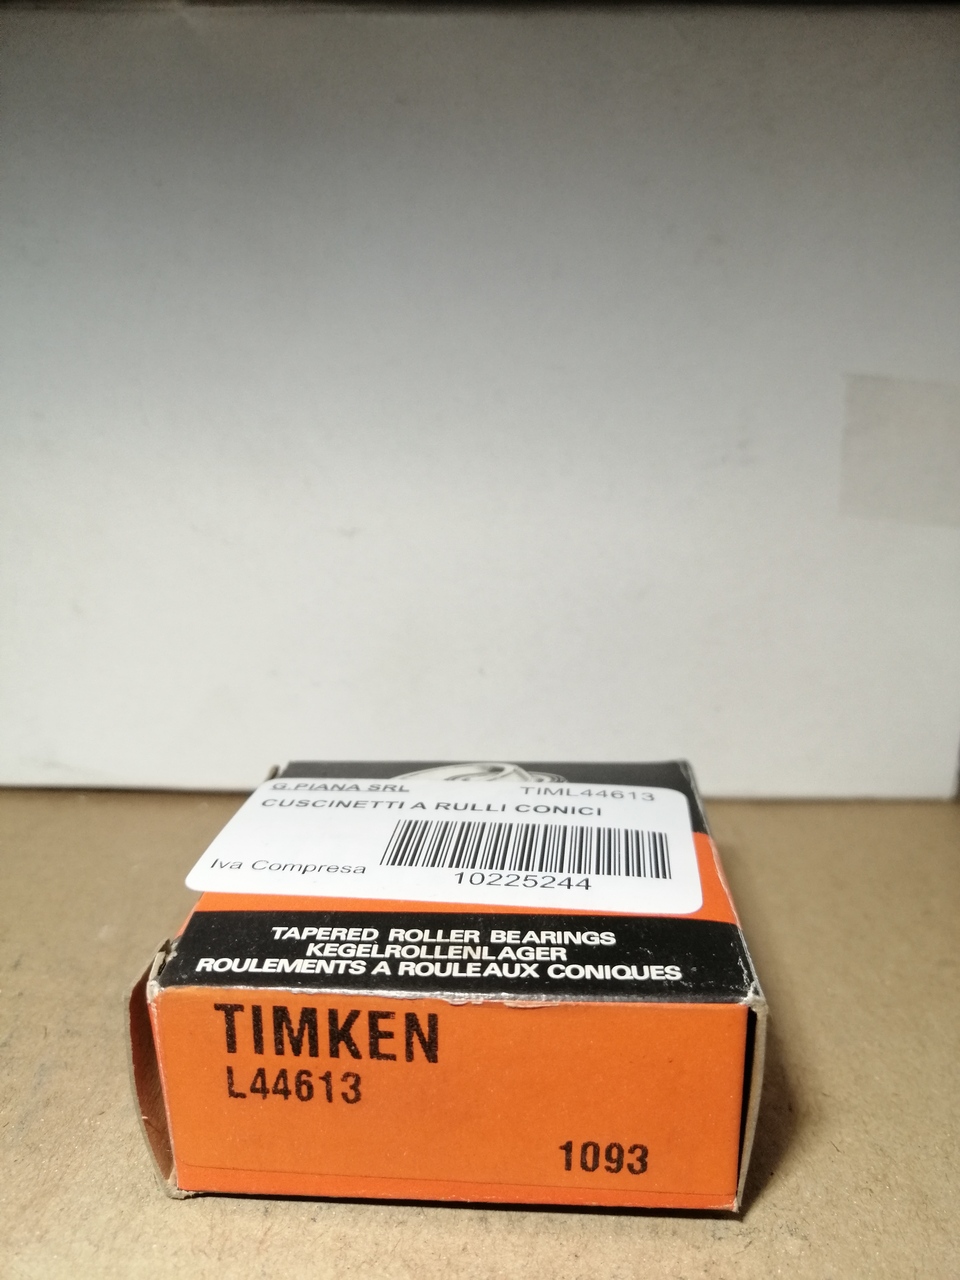 G.PIANA SRL TIML44613
CUSCINETTI A RULLI CONICI
Iva Compresa
10225244
TAPERED ROLLER BEARINGS
KEGELROLLENLAGER
ROULEMENTS A ROULEAUX CONIQUES
TIMKEN
L44613
1093